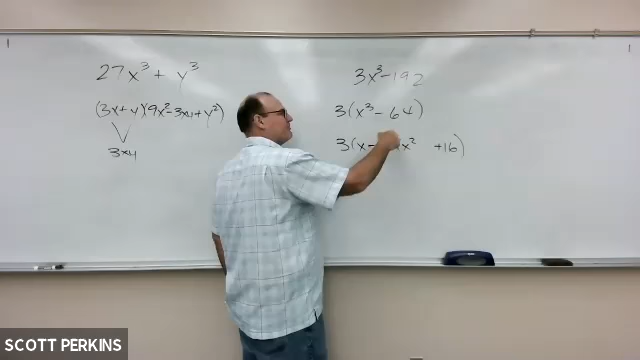 27x³ + y³
(3x+y)(9x²-3xy+y²)
3xy
3x³-192
3(x³-64)
3(x- x² +16)
SCOTT PERKINS